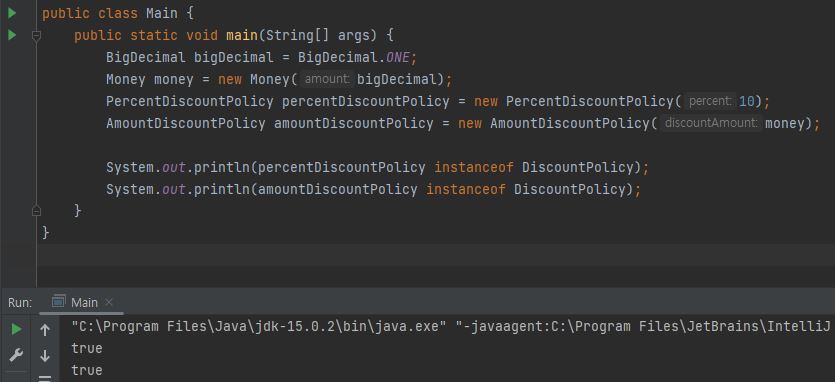 public class Main {
public static void main(String[] args) {
BigDecimal bigDecimal = BigDecimal.ONE;
Money money = new Money( amount: bigDecimal);
PercentDiscountPolicy percentDiscountPolicy = new PercentDiscountPolicy( percent: 10);
AmountDiscountPolicy amountDiscountPolicy = new AmountDiscountPolicy( discountAmount: money);
System.out.println(percentDiscountPolicy instanceof DiscountPolicy);
System.out.println(amountDiscountPolicy instanceof DiscountPolicy);
}
}
Run: Main ×
"C:\Program Files\Java\jdk-15.0.2\bin\java.exe" "-javaagent:C:\Program Files\JetBrains\IntelliJ
true
true